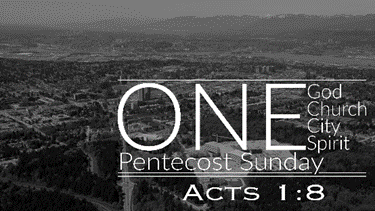 ONE
God
Church
City
Spirit
Pentecost Sunday
Acts 1:8